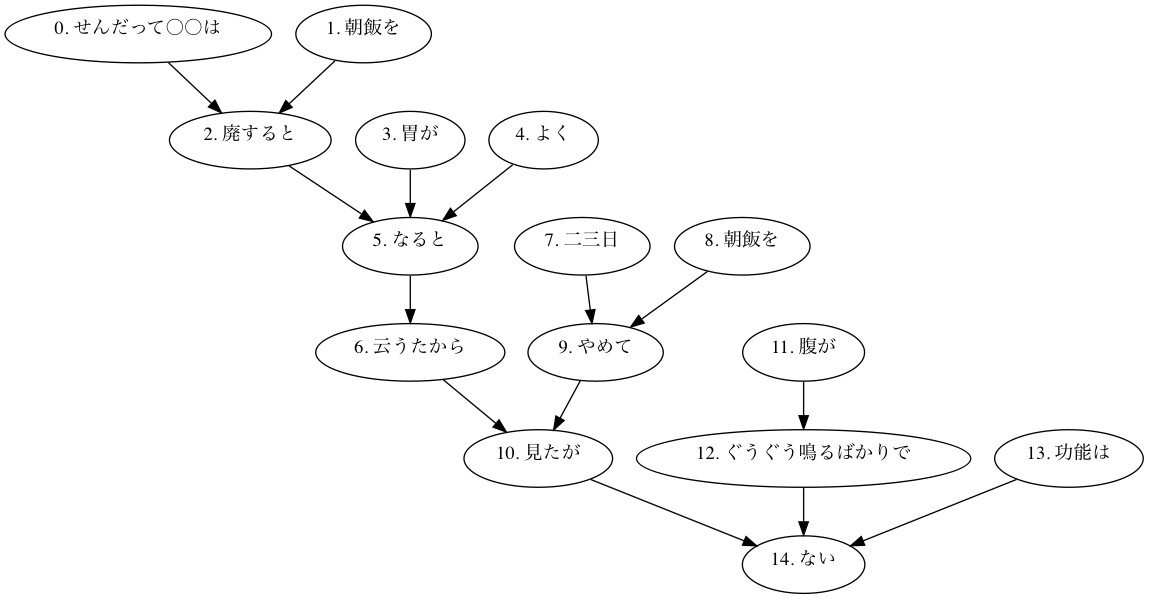 0. せんだって〇〇は
1. 朝飯を
2. 廃すると
3. 胃が
4. よく
5. なると
6. 云うたから
7. 二三日
8. 朝飯を
9. やめて
10. 見たが
11. 腹が
12. ぐうぐう鳴るばかりで
13. 功能は
14. ない